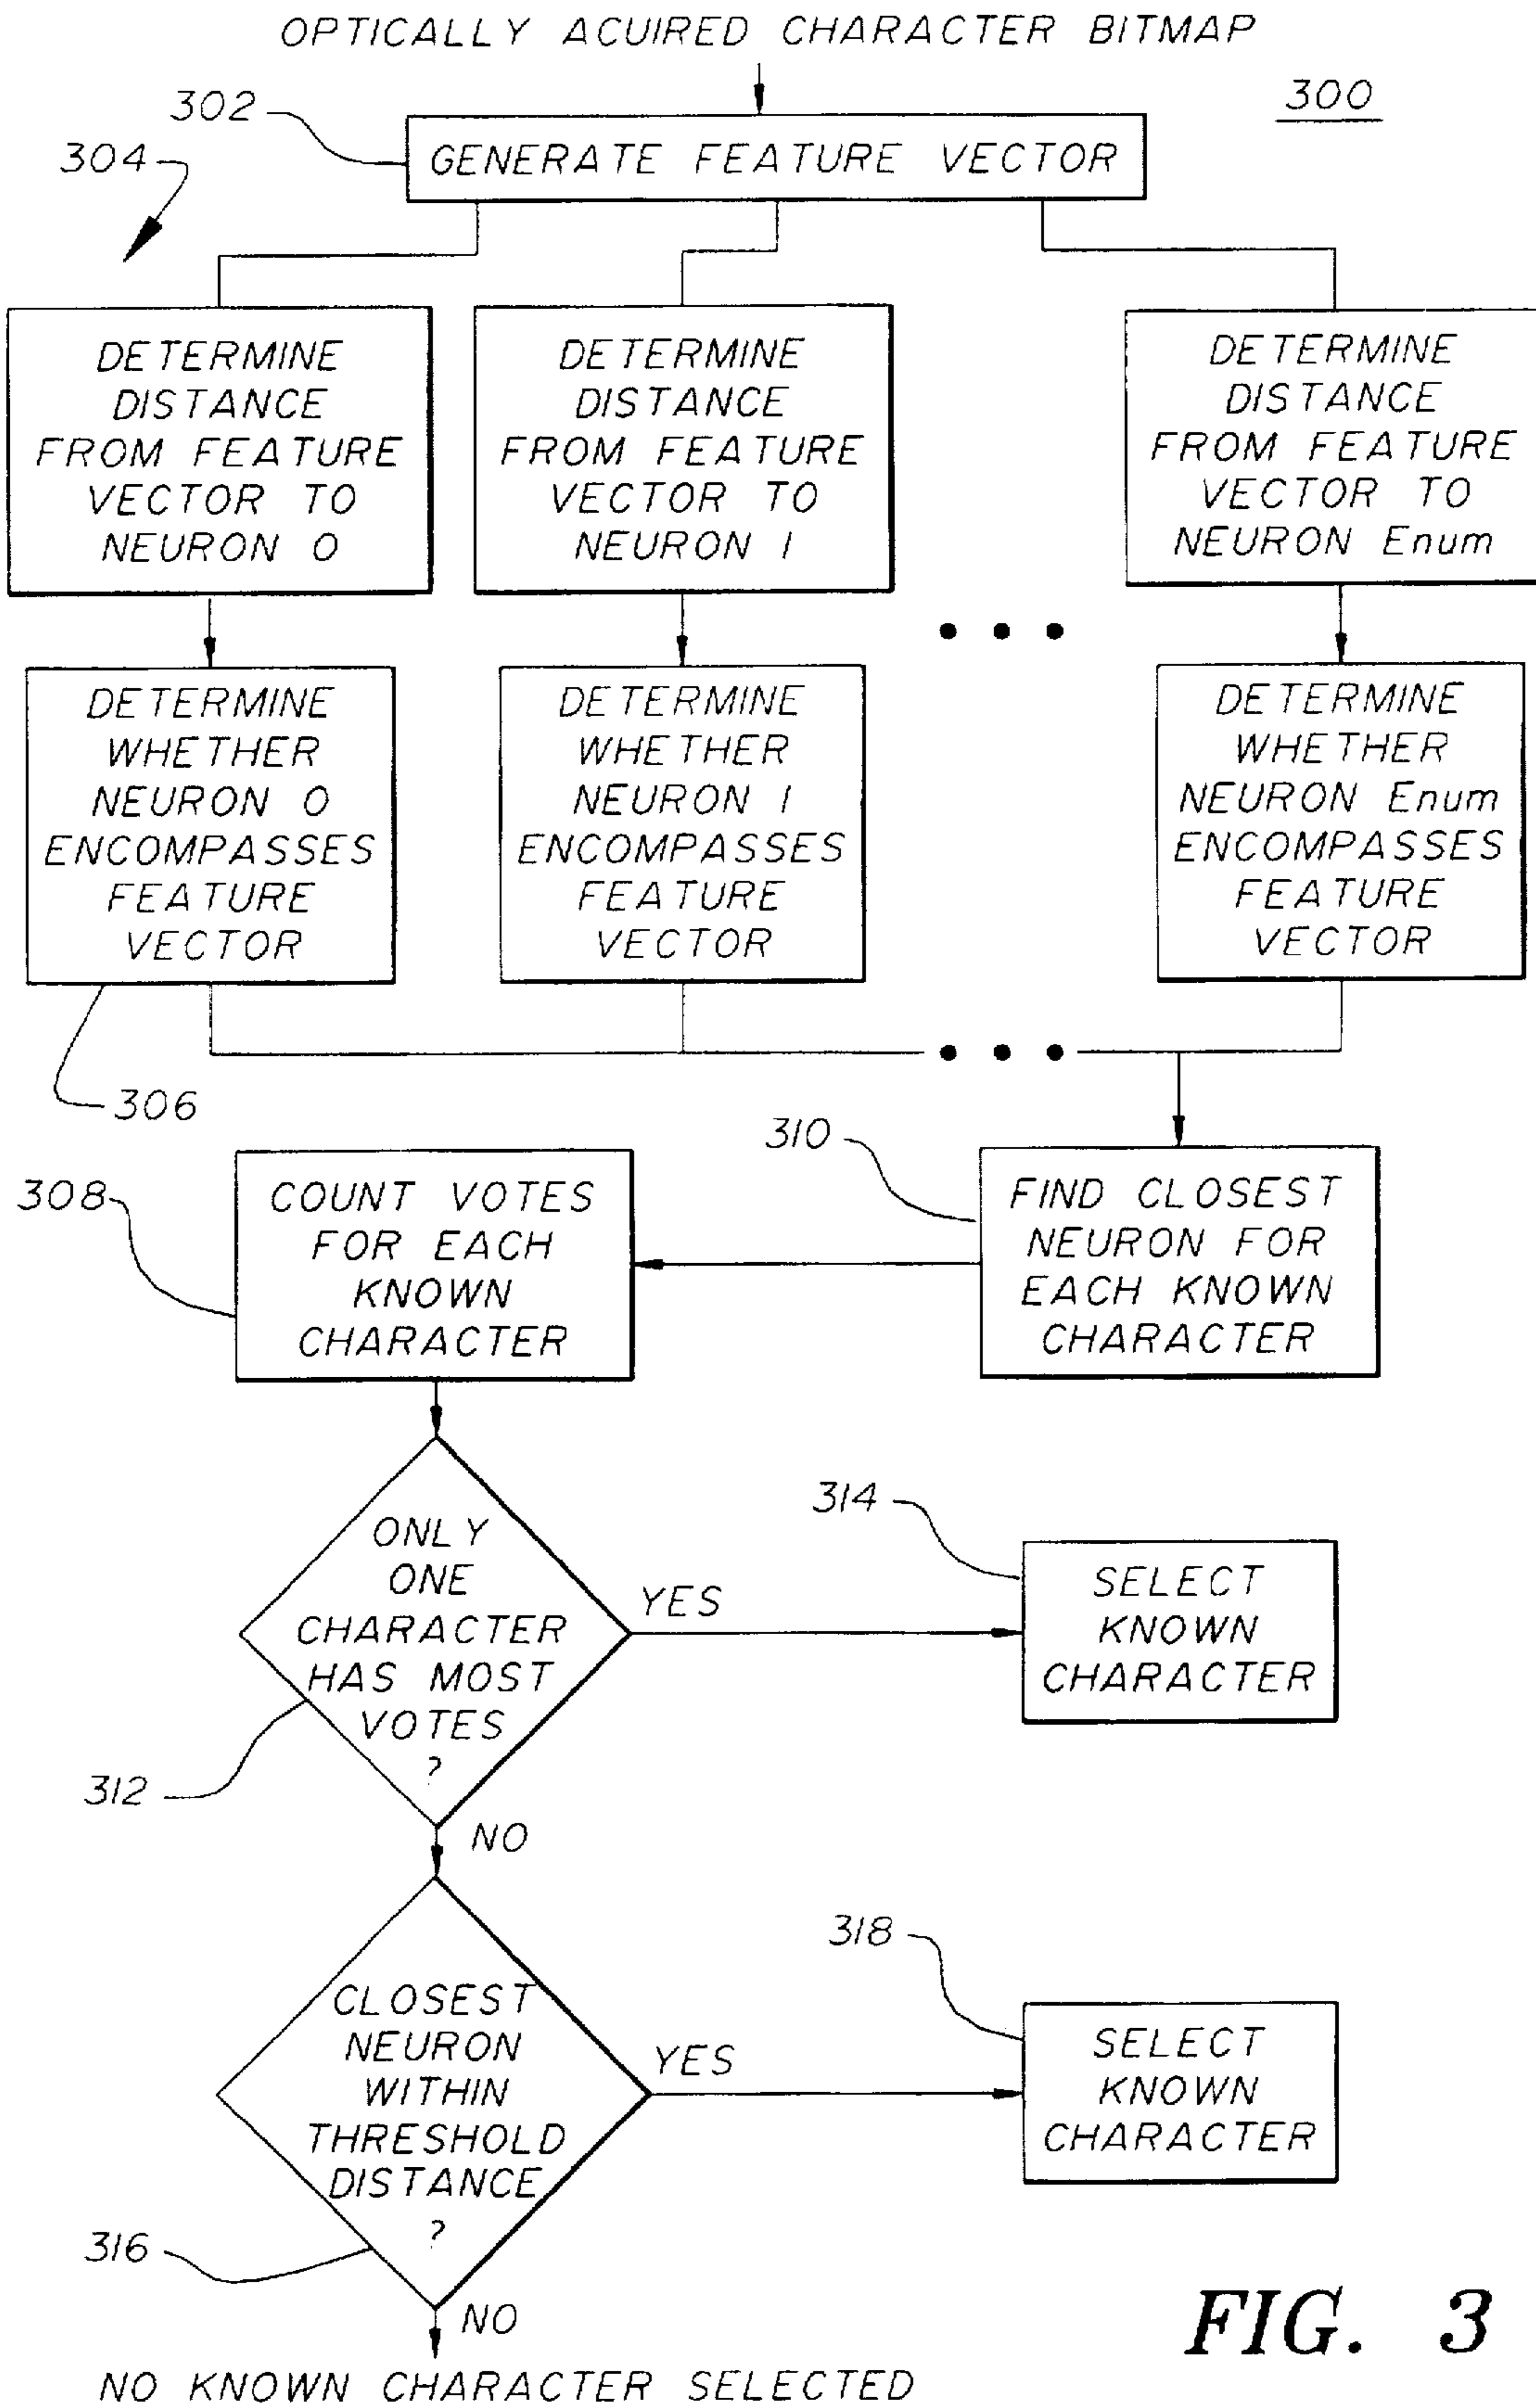 OPTICALLY ACUIRED CHARACTER BITMAP
300
302
GENERATE FEATURE VECTOR
304
DETERMINE
DISTANCE
FROM FEATURE
VECTOR TO
NEURON 0
DETERMINE
DISTANCE
FROM FEATURE
VECTOR TO
NEURON 1
DETERMINE
DISTANCE
FROM FEATURE
VECTOR TO
NEURON Enum
• • •
DETERMINE
WHETHER
NEURON 0
ENCOMPASSES
FEATURE
VECTOR
DETERMINE
WHETHER
NEURON 1
ENCOMPASSES
FEATURE
VECTOR
DETERMINE
WHETHER
NEURON Enum
ENCOMPASSES
FEATURE
VECTOR
• • •
306
310
308
COUNT VOTES
FOR EACH
KNOWN
CHARACTER
FIND CLOSEST
NEURON FOR
EACH KNOWN
CHARACTER
ONLY
ONE
CHARACTER
HAS MOST
VOTES
?
YES
314
SELECT
KNOWN
CHARACTER
312
NO
CLOSEST
NEURON
WITHIN
THRESHOLD
DISTANCE
?
YES
318
SELECT
KNOWN
CHARACTER
316
NO
NO KNOWN CHARACTER SELECTED
FIG. 3